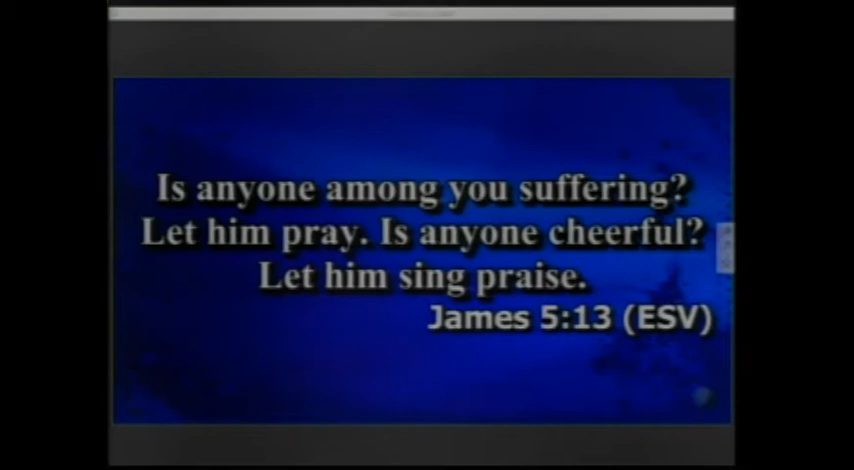 Is anyone among you suffering?
Let him pray. Is anyone cheerful?
Let him sing praise.
James 5:13 (ESV)